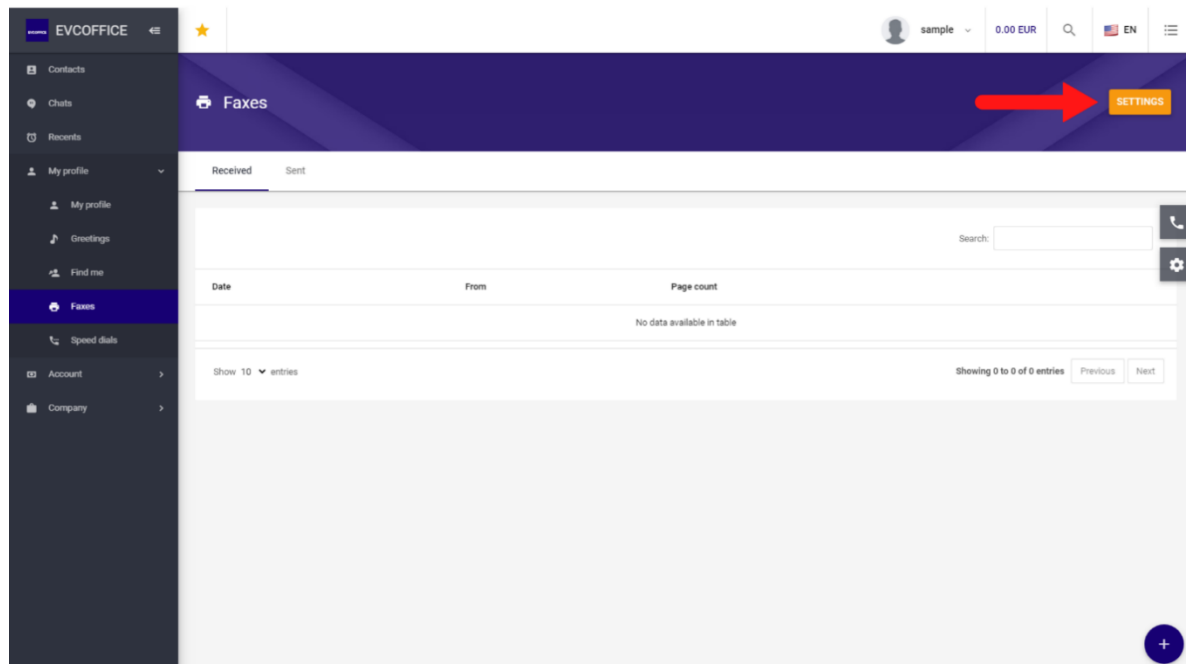 EVCOFFICE
sample
0.00 EUR
EN
Contacts
Chats
Recents
My profile
My profile
Greetings
Find me
Faxes
Speed dials
Account
Company
Faxes
SETTINGS
Received Sent
Search:
Date From Page count
No data available in table
Show 10 entries
Showing 0 to 0 of 0 entries Previous Next